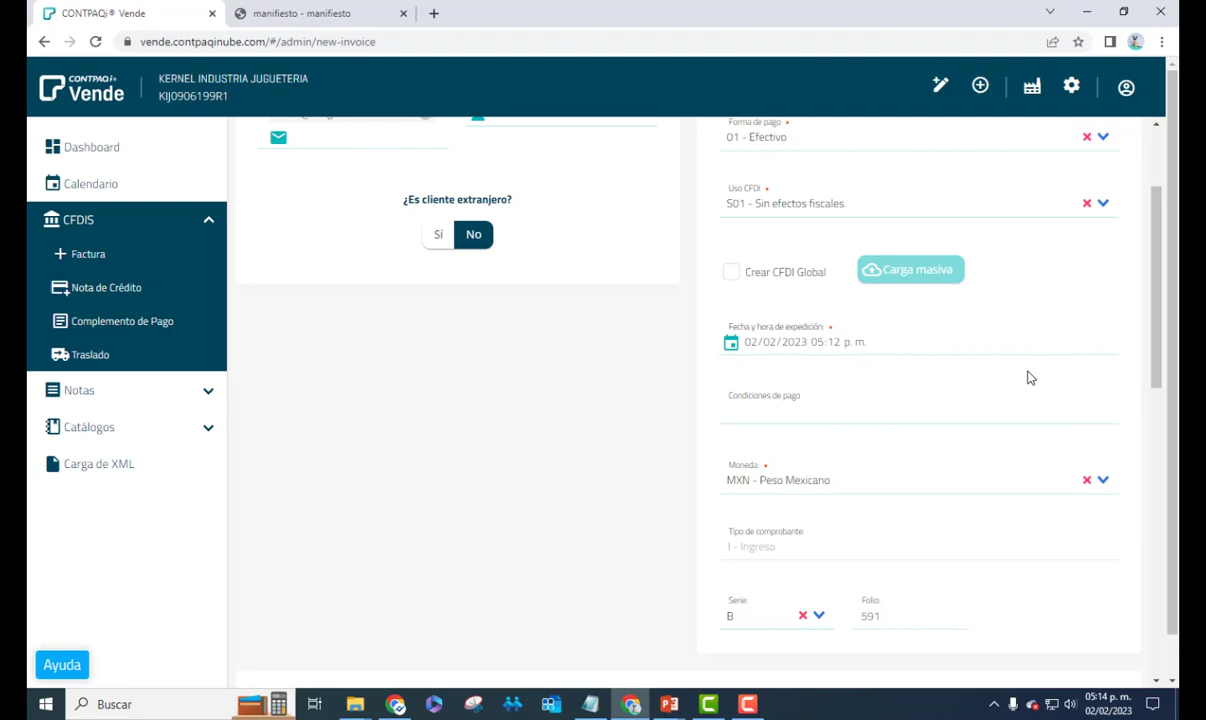 CONTPAQi® Vende
manifiesto - manifiesto
vende.contpaqinube.com/#/admin/new-invoice
CONTPAQi
Vende
KERNEL INDUSTRIA JUGUETERIA
KIJ0906199R1
Dashboard
Calendario
CFDIS
Factura
Nota de Crédito
Complemento de Pago
Traslado
Notas
Catálogos
Carga de XML
Ayuda
¿Es cliente extranjero?
Sí No
Forma de pago
01 - Efectivo
Uso CFDI
S01 - Sin efectos fiscales.
Crear CFDI Global
Carga masiva
Fecha y hora de expedición:
02/02/2023 05:12 p. m.
Condiciones de pago
Moneda:
MXN - Peso Mexicano
Tipo de comprobante:
I - Ingreso
Serie: Folio:
B 591
Buscar
05:14 p. m.
02/02/2023